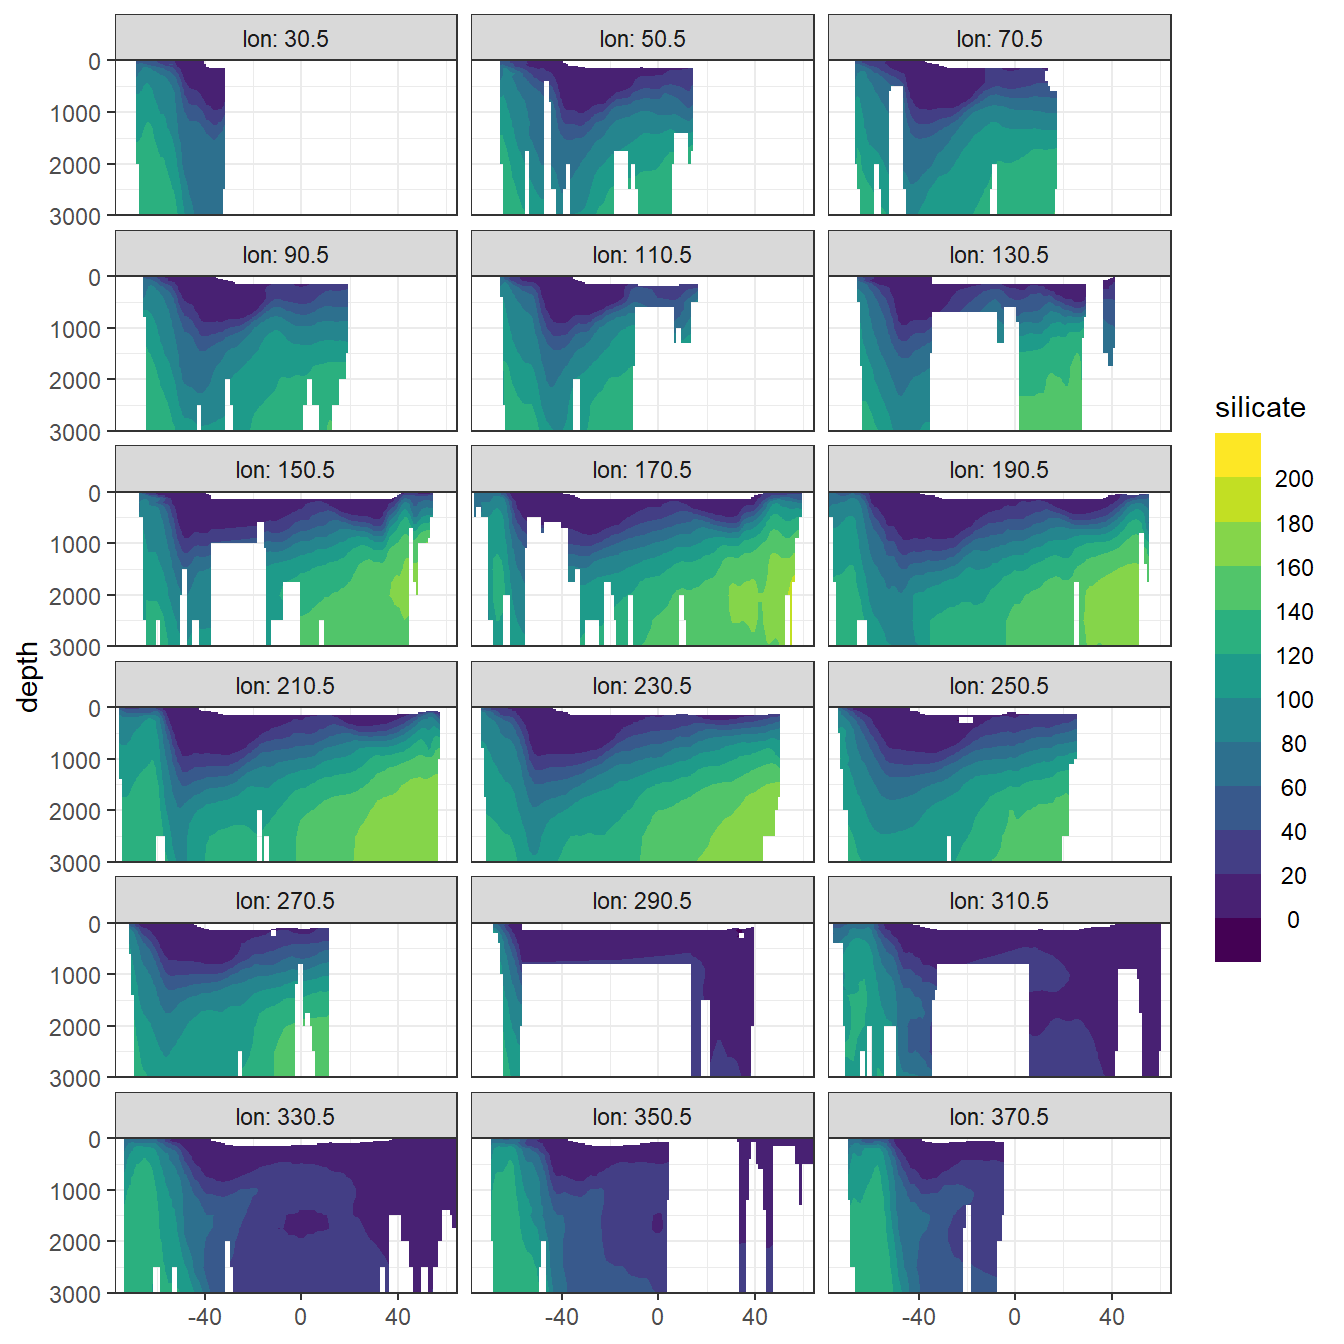 lon: 30.5
lon: 50.5
lon: 70.5
0
1000
2000
3000
lon: 90.5
lon: 110.5
lon: 130.5
0
1000
2000
3000
lon: 150.5
lon: 170.5
lon: 190.5
0
1000
2000
3000
lon: 210.5
lon: 230.5
lon: 250.5
0
1000
2000
3000
lon: 270.5
lon: 290.5
lon: 310.5
0
1000
2000
3000
lon: 330.5
lon: 350.5
lon: 370.5
0
1000
2000
3000
-40 0 40
-40 0 40
-40 0 40
depth
silicate
200
180
160
140
120
100
80
60
40
20
0